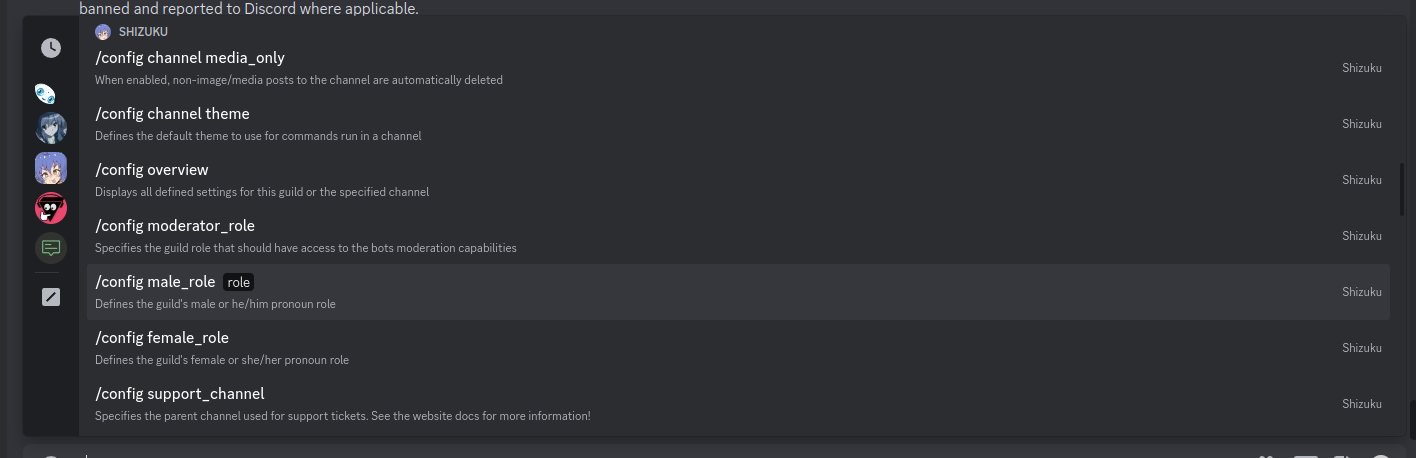 banned and reported to Discord where applicable.
SHIZUKU
/config channel media_only
When enabled, non-image/media posts to the channel are automatically deleted
Shizuku
/config channel theme
Defines the default theme to use for commands run in a channel
Shizuku
/config overview
Displays all defined settings for this guild or the specified channel
Shizuku
/config moderator_role
Specifies the guild role that should have access to the bots moderation capabilities
Shizuku
/config male_role role
Defines the guild's male or he/him pronoun role
Shizuku
/config female_role
Defines the guild's female or she/her pronoun role
Shizuku
/config support_channel
Specifies the parent channel used for support tickets. See the website docs for more information!
Shizuku